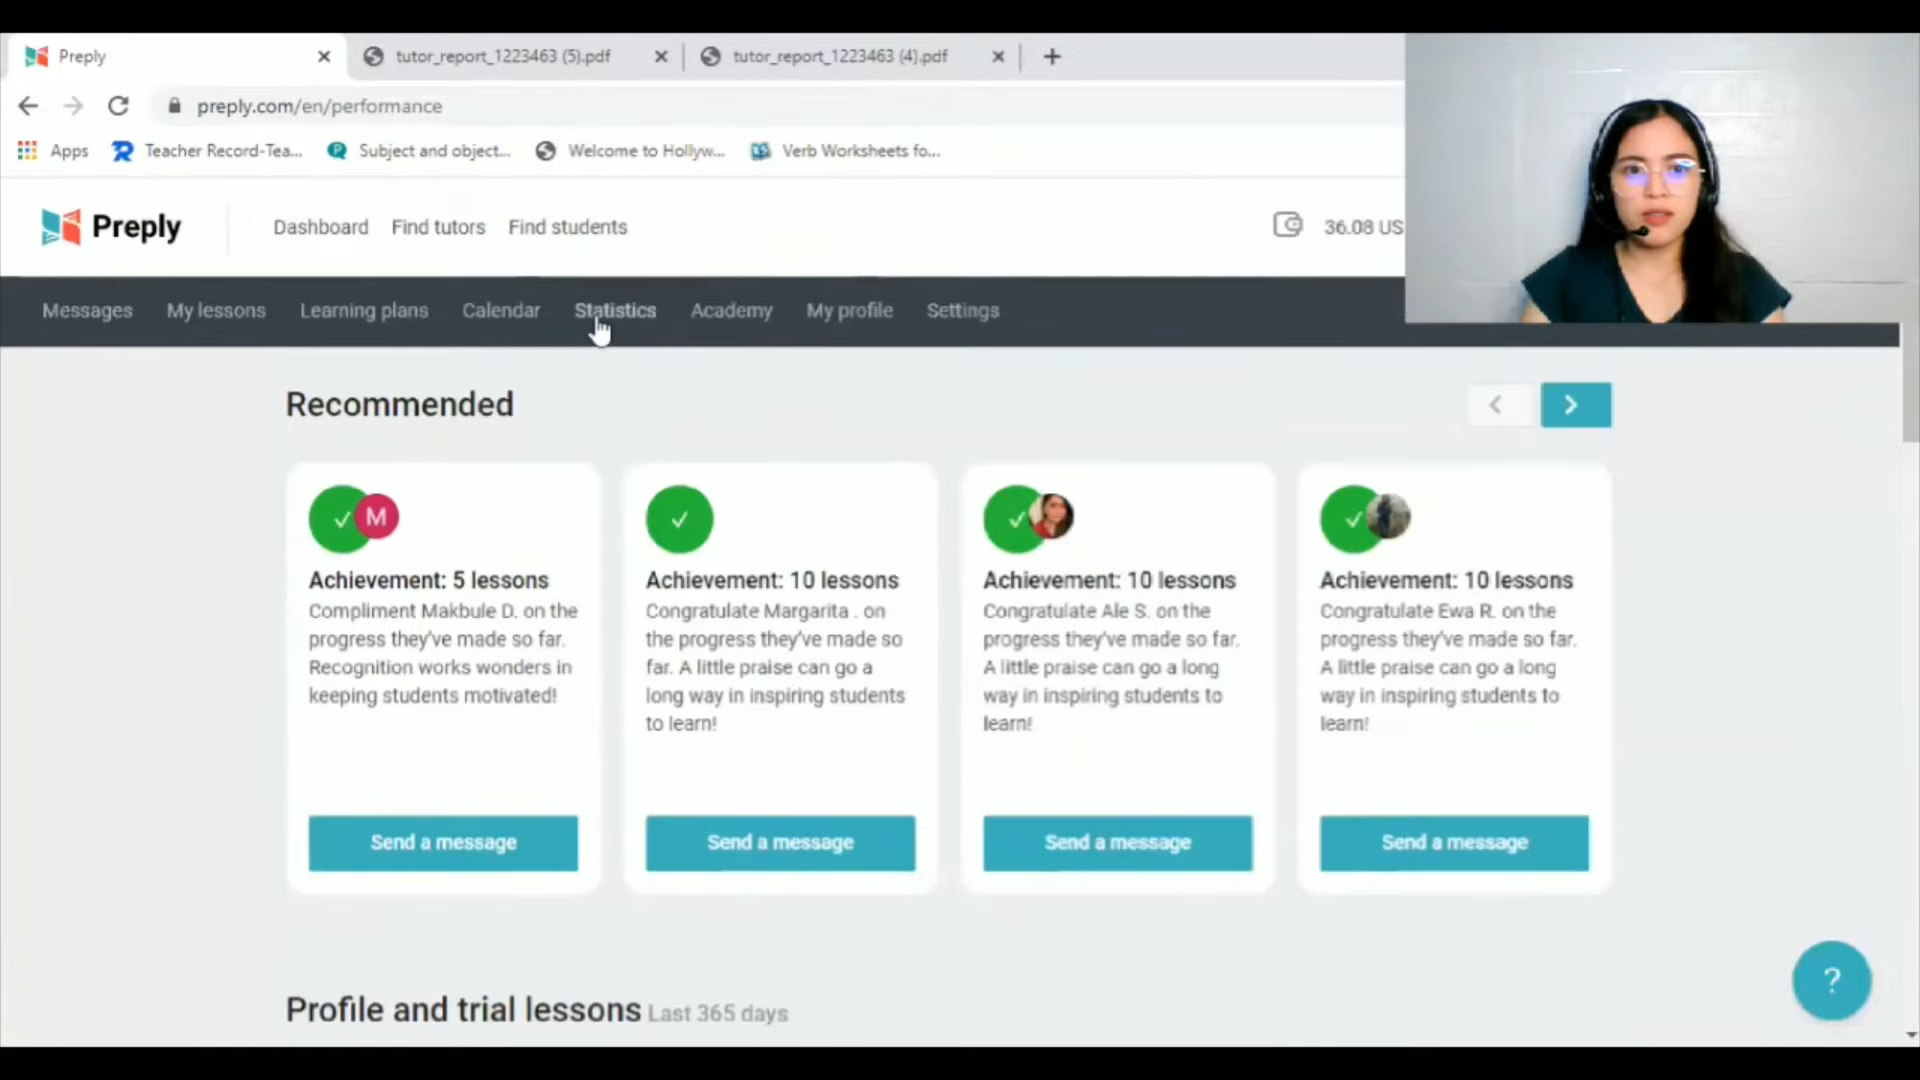 Preply
tutor_report_1223463 (5).pdf
tutor_report_1223463 (4).pdf
preply.com/en/performance
Apps
Teacher Record-Tea...
Subject and object...
Welcome to Hollyw...
Verb Worksheets fo...
Preply
Dashboard
Find tutors
Find students
36.08 US
Messages
My lessons
Learning plans
Calendar
Statistics
Academy
My profile
Settings
Recommended
M
Achievement: 5 lessons
Compliment Makbule D. on the
progress they've made so far.
Recognition works wonders in
keeping students motivated!
Send a message
Achievement: 10 lessons
Congratulate Margarita . on
the progress they've made so
far. A little praise can go a
long way in inspiring students
to learn!
Send a message
Achievement: 10 lessons
Congratulate Ale S. on the
progress they've made so far.
A little praise can go a long
way in inspiring students to
learn!
Send a message
Achievement: 10 lessons
Congratulate Ewa R. on the
progress they've made so far.
A little praise can go a long
way in inspiring students to
learn!
Send a message
Profile and trial lessons Last 365 days
?